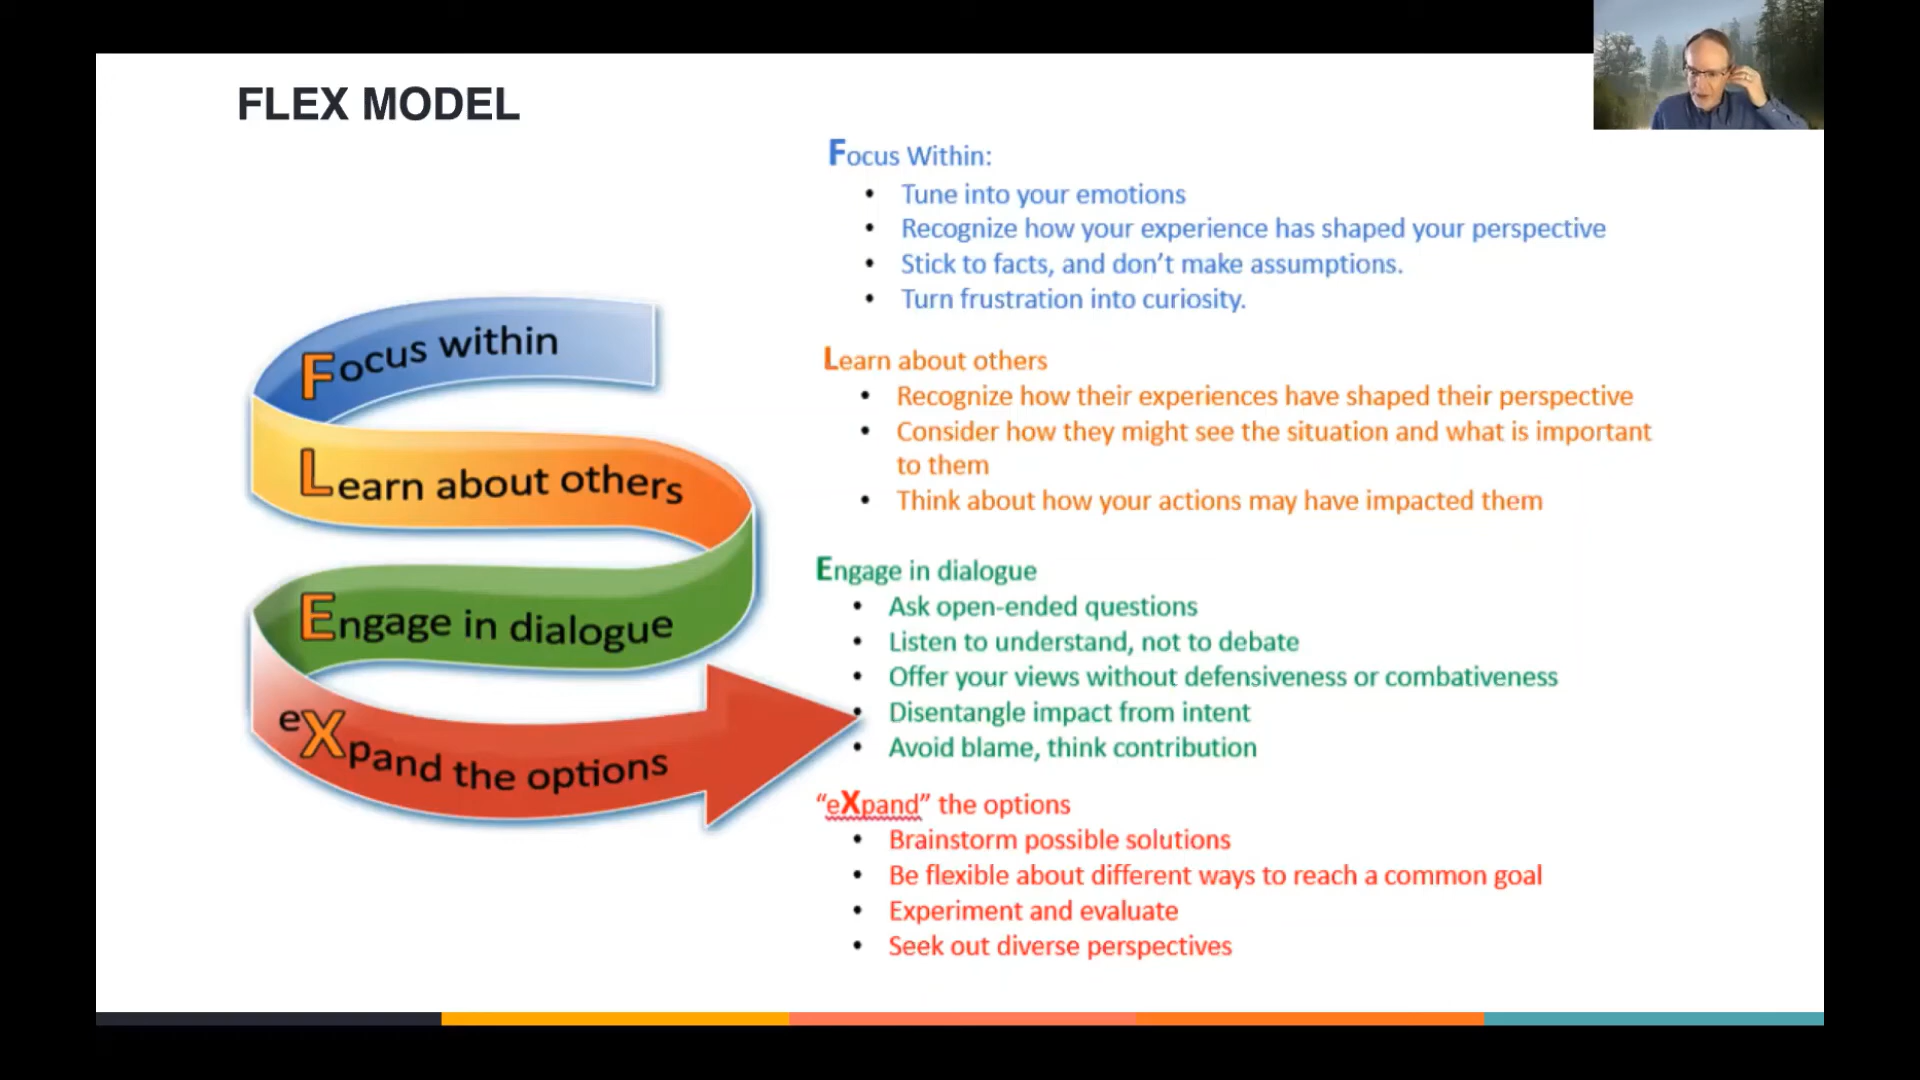 FLEX MODEL
Focus within
Learn about others
Engage in dialogue
eXpand the options
Focus Within:
• Tune into your emotions
• Recognize how your experience has shaped your perspective
• Stick to facts, and don't make assumptions.
• Turn frustration into curiosity.
Learn about others
• Recognize how their experiences have shaped their perspective
• Consider how they might see the situation and what is important
to them
• Think about how your actions may have impacted them
Engage in dialogue
• Ask open-ended questions
• Listen to understand, not to debate
• Offer your views without defensiveness or combativeness
• Disentangle impact from intent
• Avoid blame, think contribution
“eXpand” the options
• Brainstorm possible solutions
• Be flexible about different ways to reach a common goal
• Experiment and evaluate
• Seek out diverse perspectives